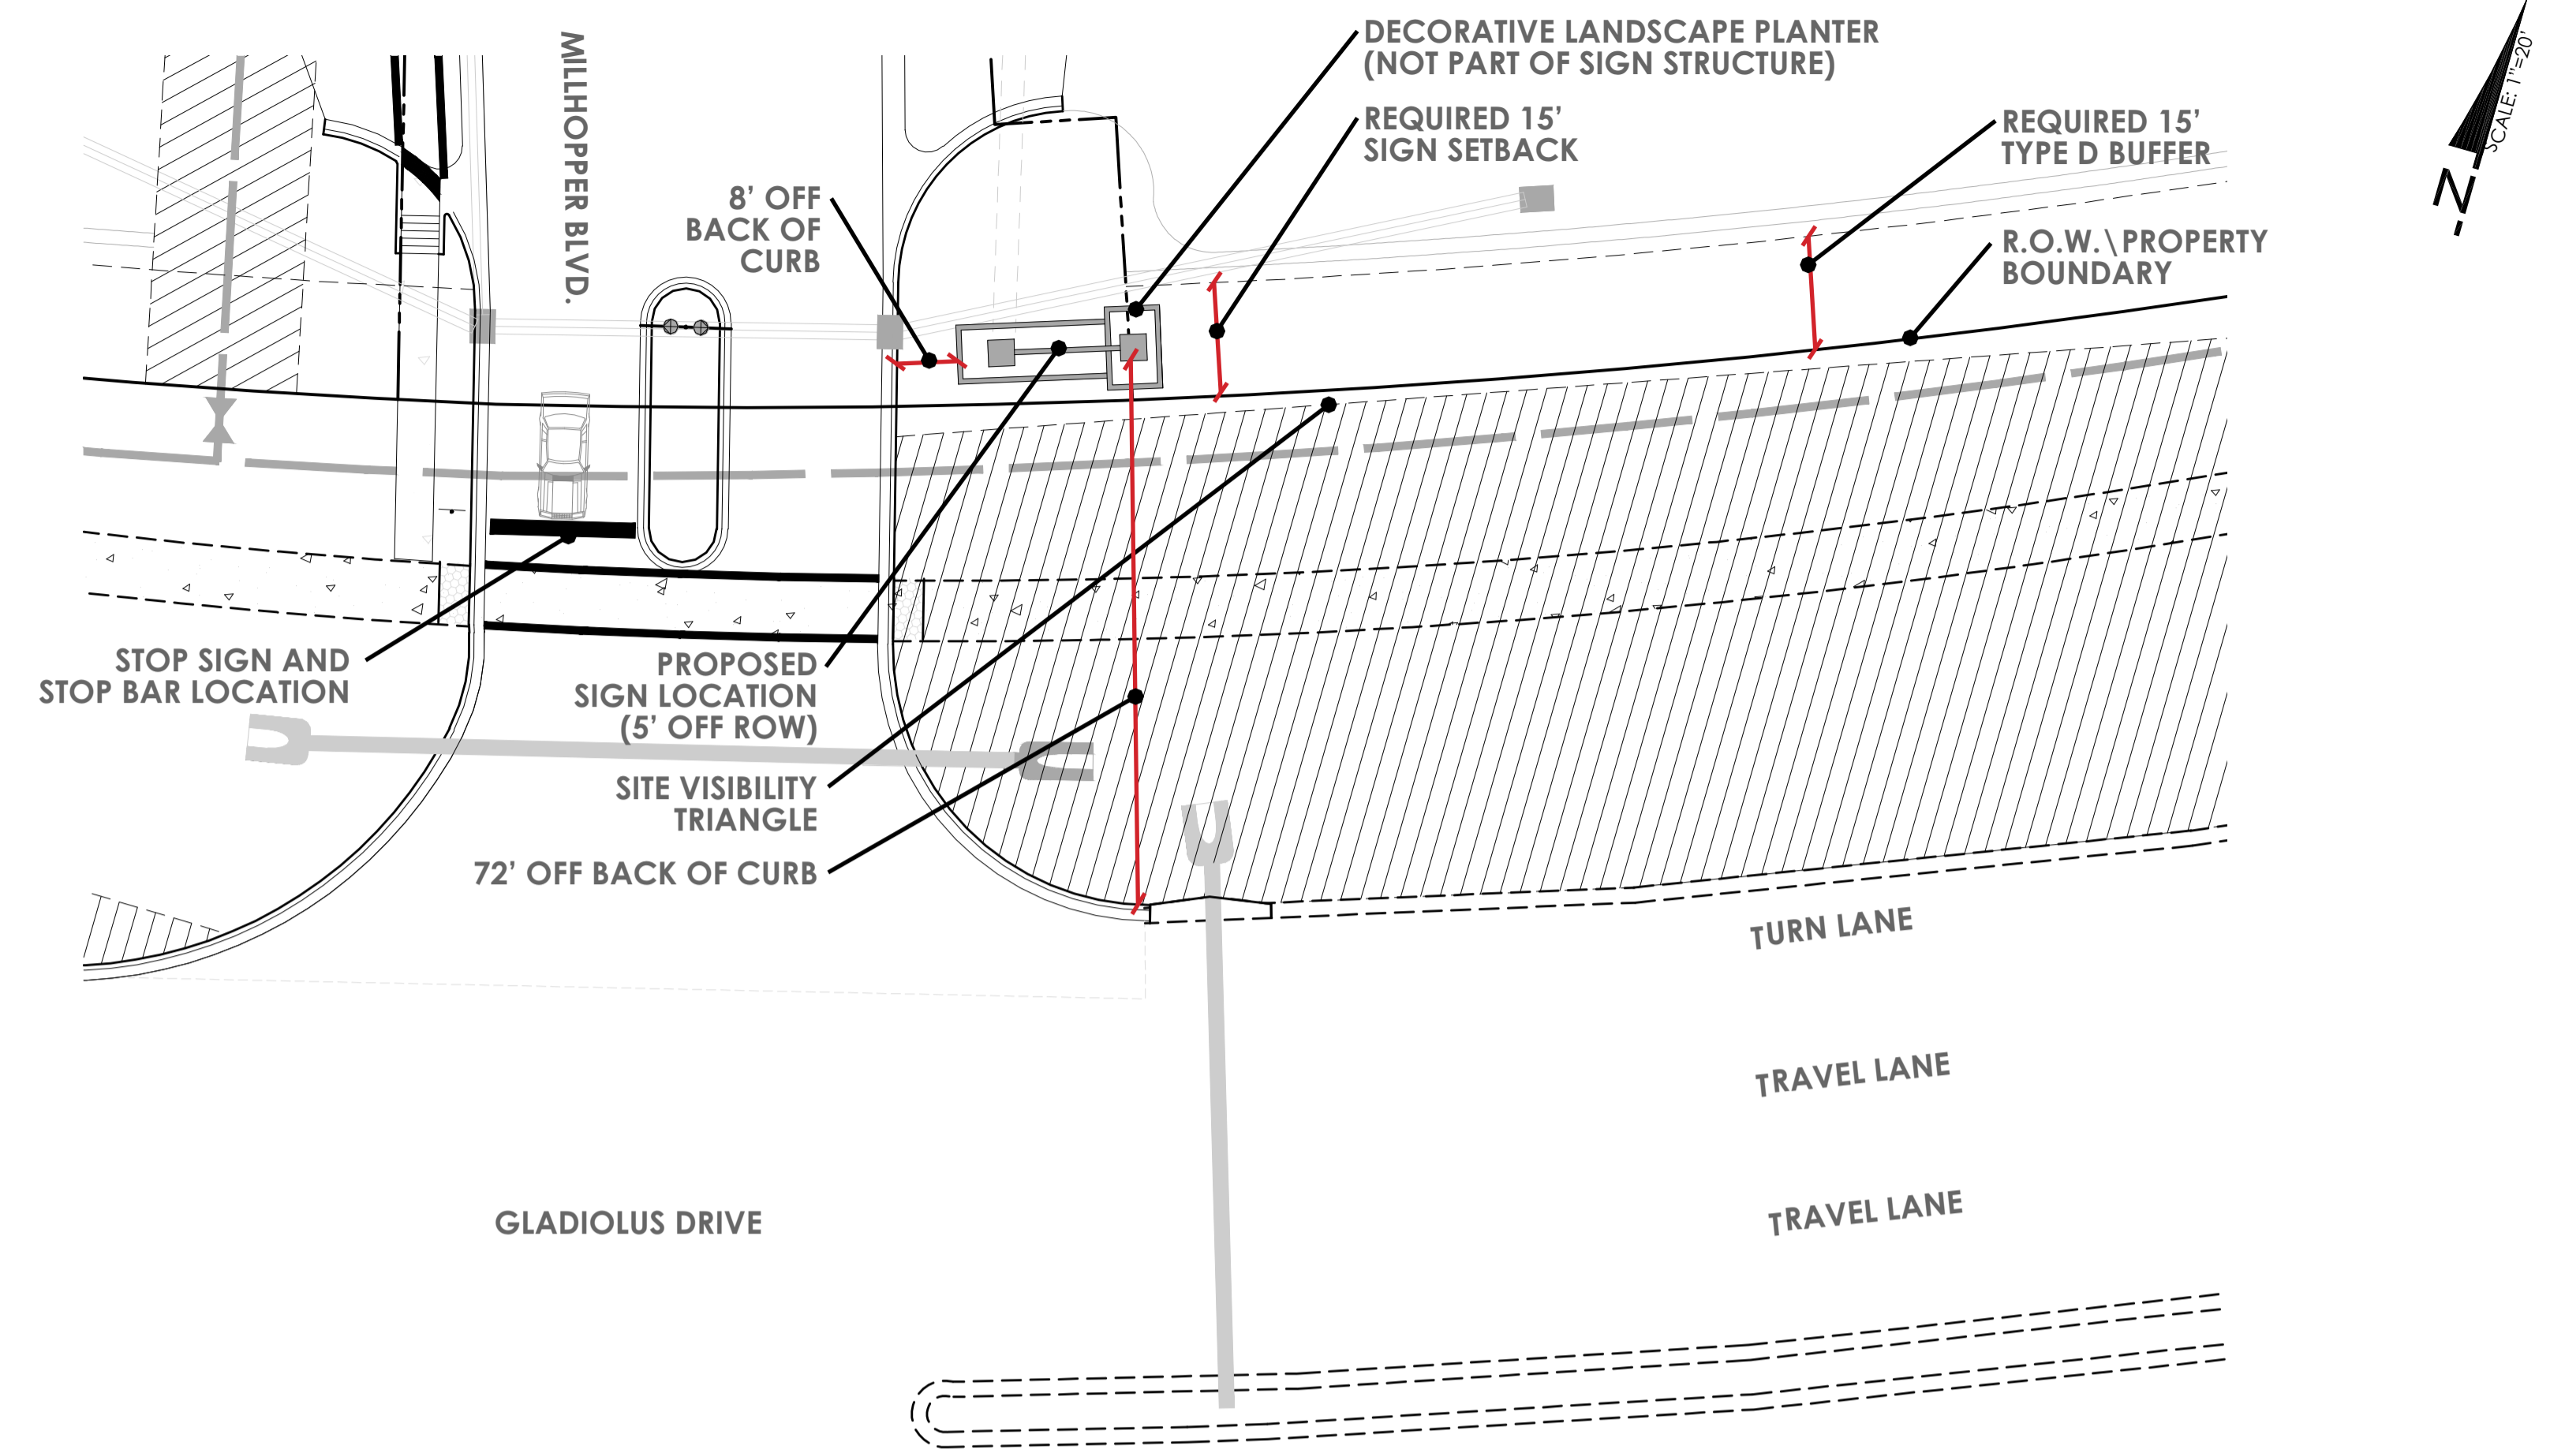 DECORATIVE LANDSCAPE PLANTER
(NOT PART OF SIGN STRUCTURE)
REQUIRED 15'
SIGN SETBACK
REQUIRED 15'
TYPE D BUFFER
R.O.W.\PROPERTY
BOUNDARY
SCALE: 1"=20'
-N-
MILLHOPPER BLVD.
8' OFF
BACK OF
CURB
STOP SIGN AND
STOP BAR LOCATION
PROPOSED
SIGN LOCATION
(5' OFF ROW)
SITE VISIBILITY
TRIANGLE
72' OFF BACK OF CURB
TURN LANE
TRAVEL LANE
TRAVEL LANE
GLADIOLUS DRIVE